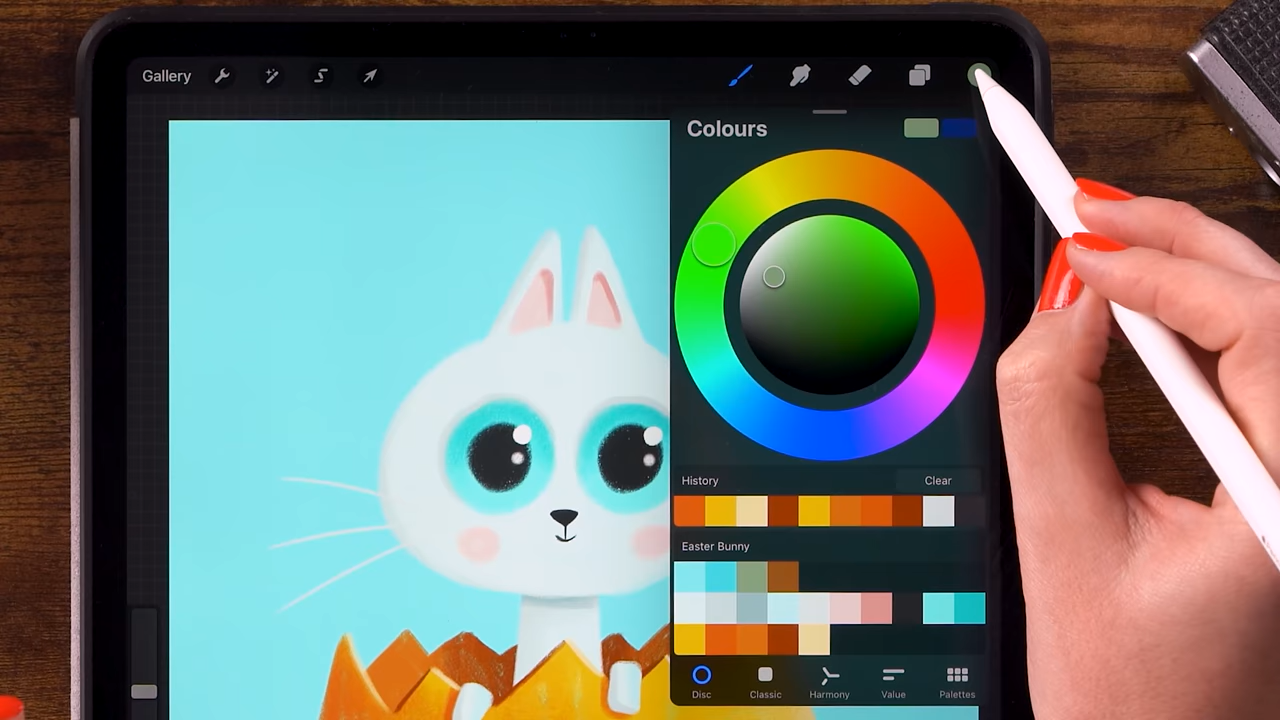 Gallery
Colours
History Clear
Easter Bunny
Disc Classic Harmony Value Palettes